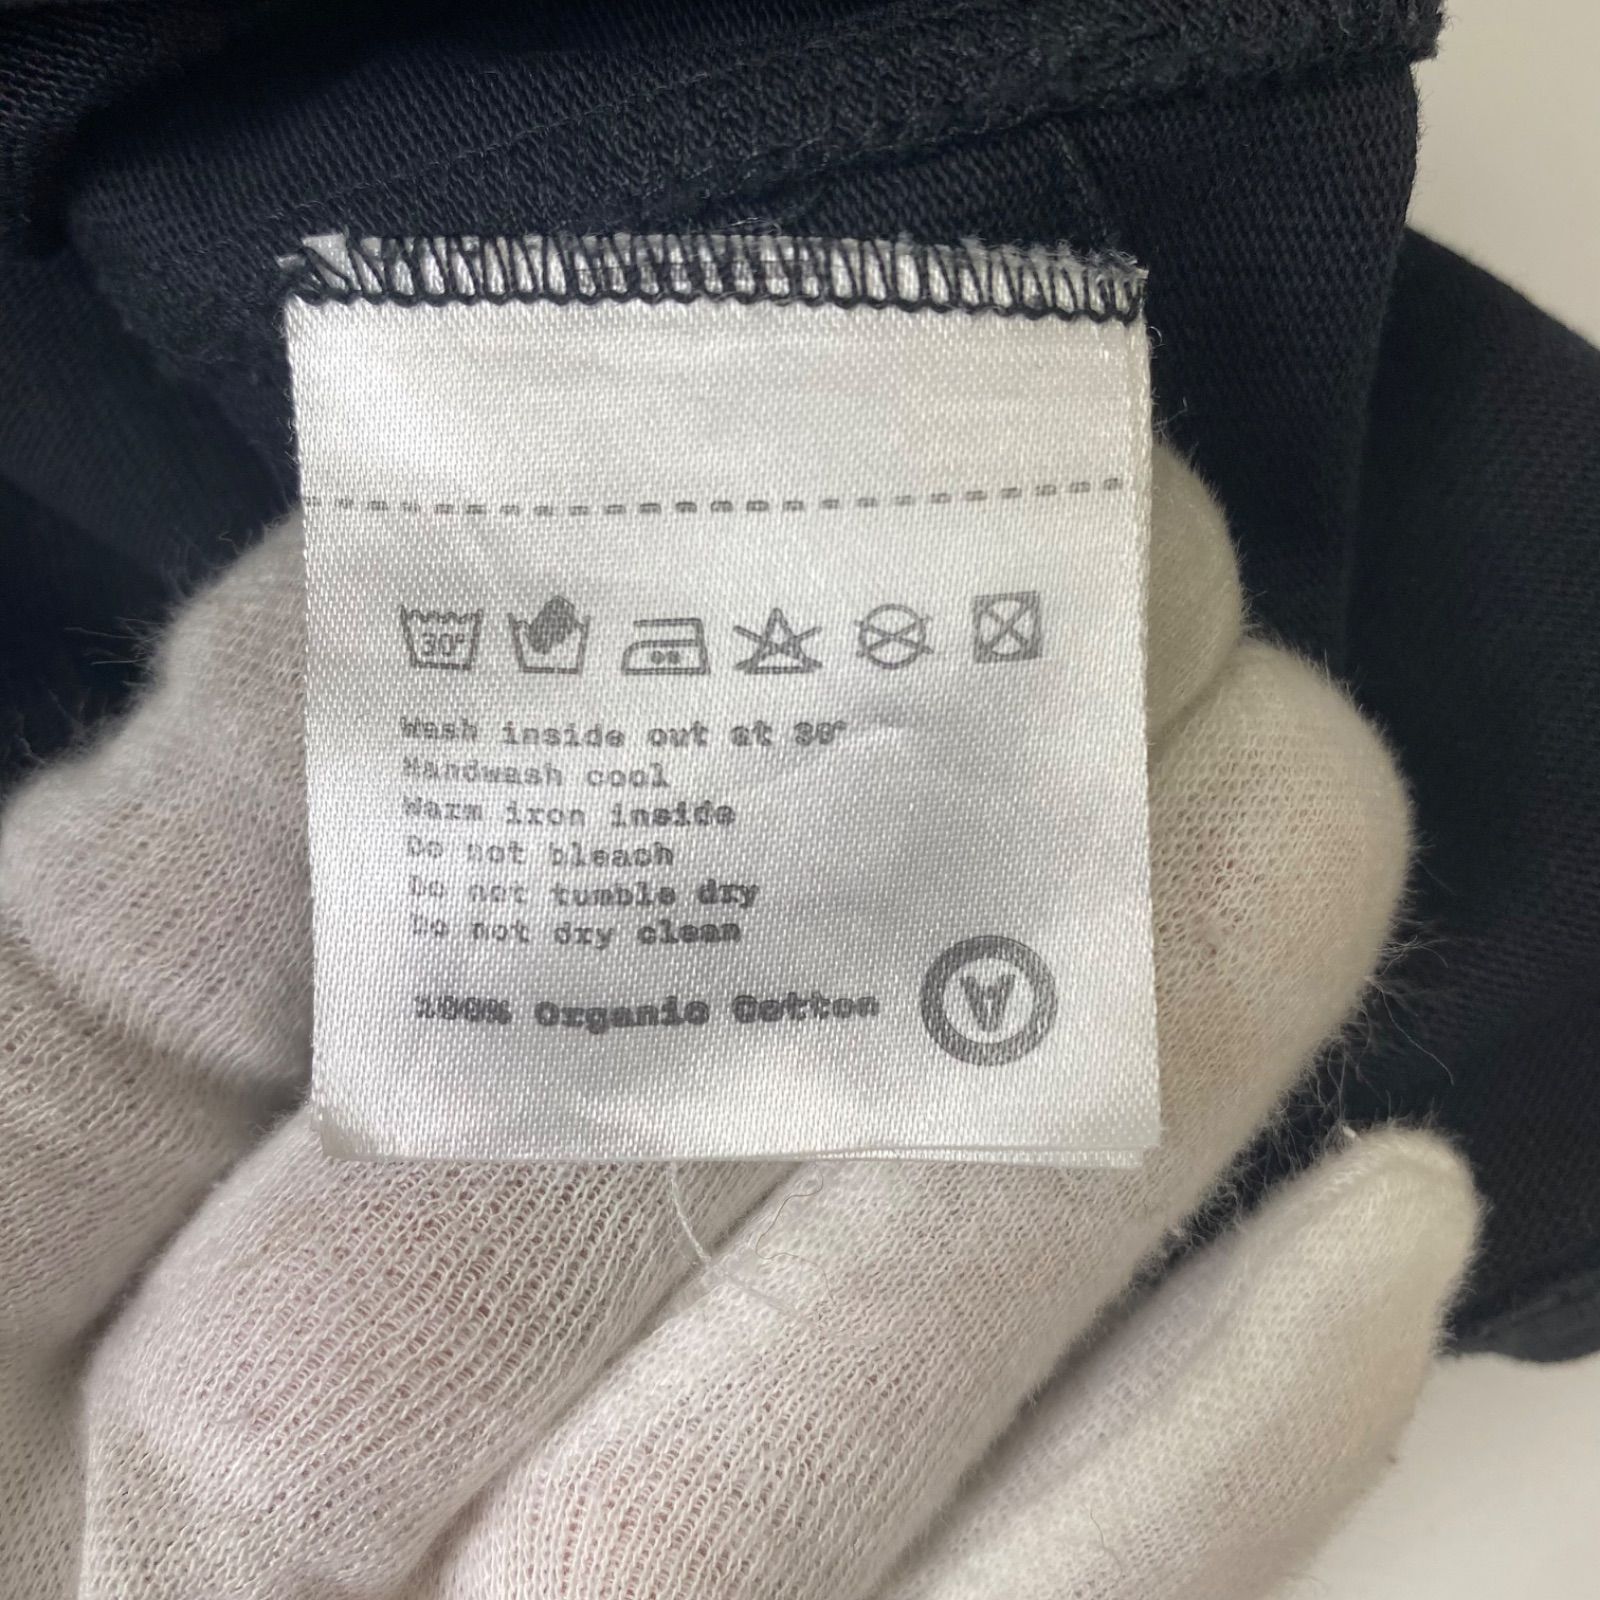 30°
Wash inside out at 30°
Handwash cool
Warm iron inside
Do not bleach
Do not tumble dry
Do not dry clean
100% Organic Cotton
A